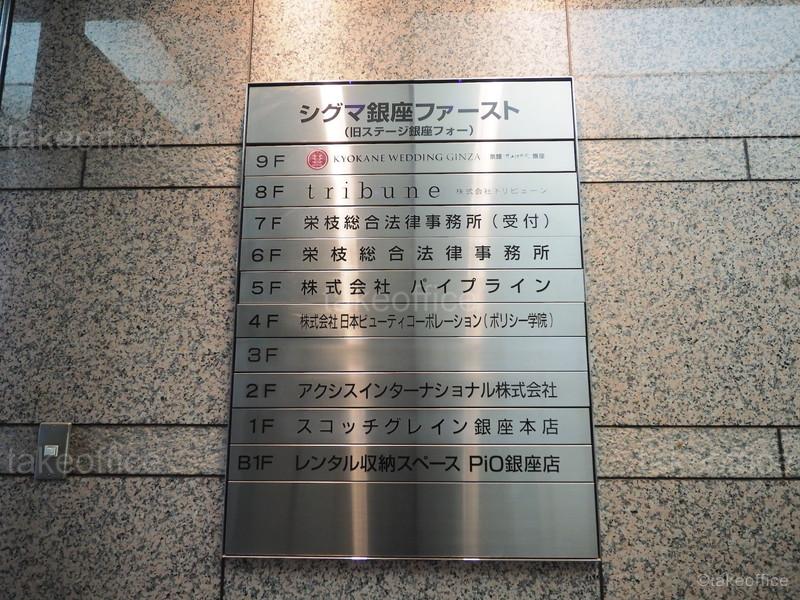 シグマ銀座ファースト
(旧ステージ銀座フォー)
9F KYOKANE WEDDING GINZA 京鐘 銀座
8F tribune 株式会社トリビューン
7F 栄枝総合法律事務所(受付)
6F 栄枝総合法律事務所
5F 株式会社 パイプライン
4F 株式会社日本ビューティコーポレーション(ポリシー学院)
3F
2F アクシスインターナショナル株式会社
1F スコッチグレイン銀座本店
B1F レンタル収納スペース PiO銀座店
takeoffice
takeoffice
takeoffice
takeoffice
takeoffice
©takeoffice